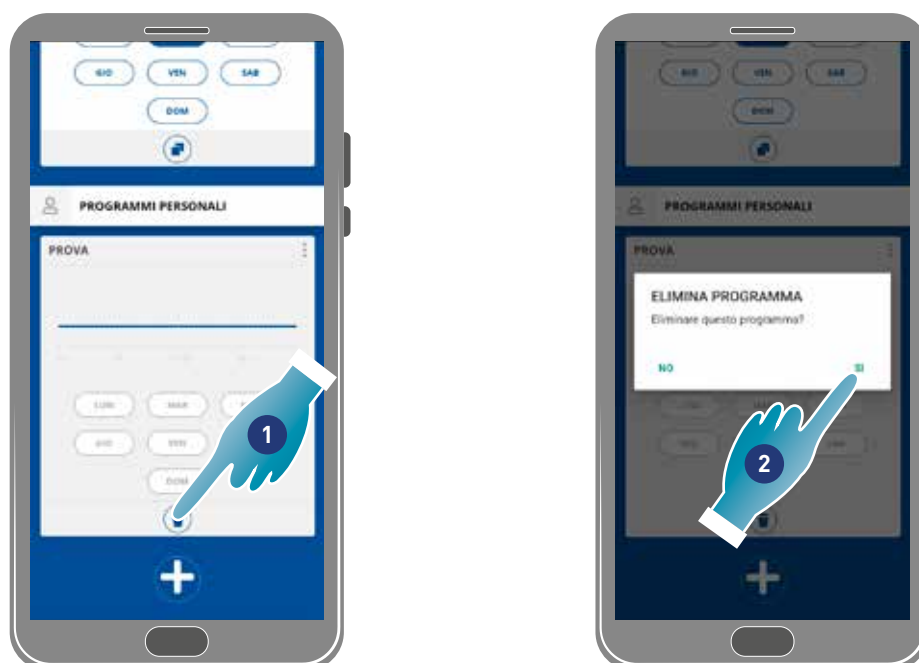 GIO VEN SAB
DOM
PROGRAMMI PERSONALI
PROVA
LUN MAR
GIO VEN
DOM
1
GIO VEN SAB
DOM
PROGRAMMI PERSONALI
PROVA
ELIMINA PROGRAMMA
Eliminare questo programma?
NO SI
2